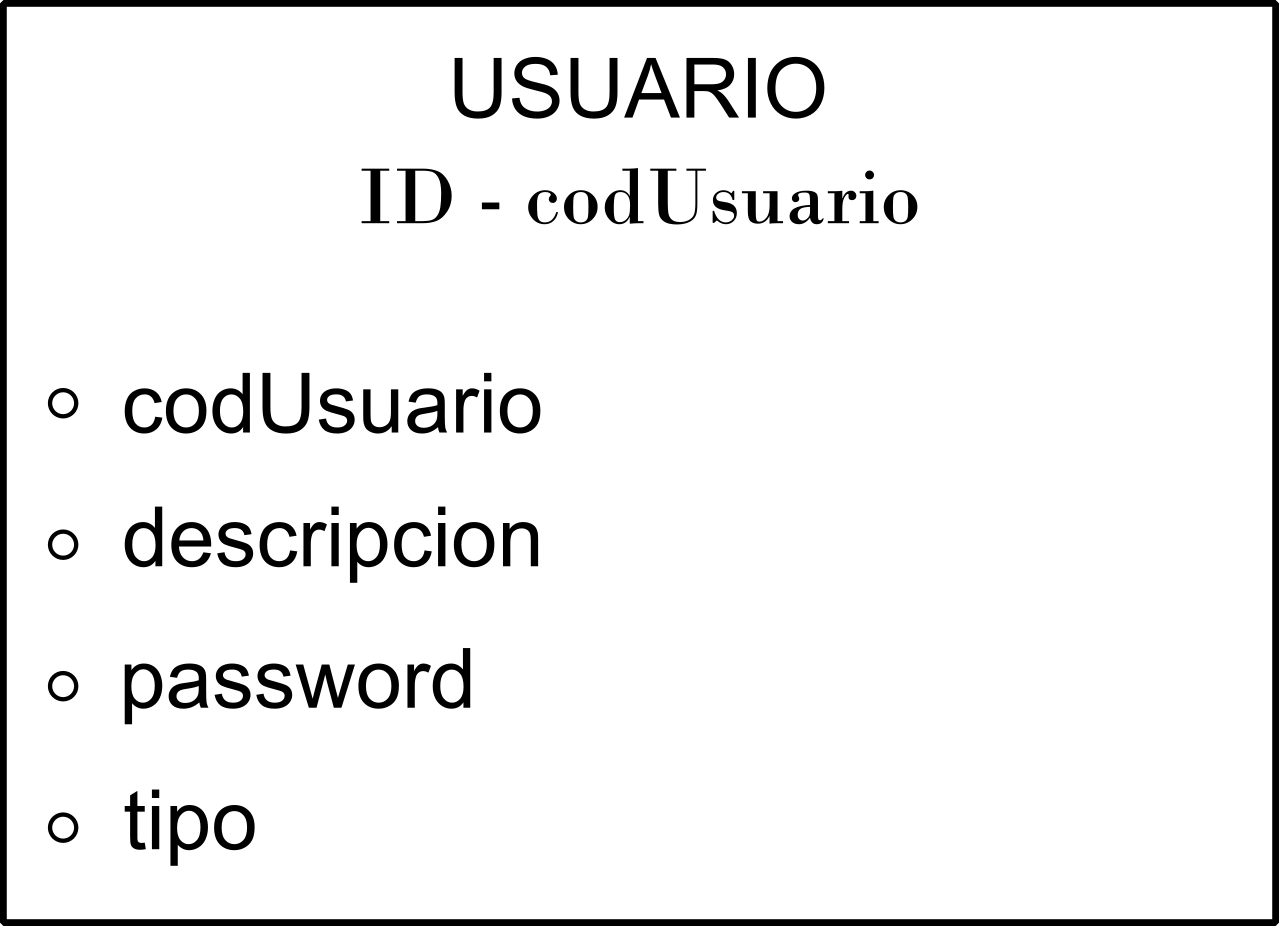 USUARIO
ID - codUsuario
codUsuario
descripcion
password
tipo